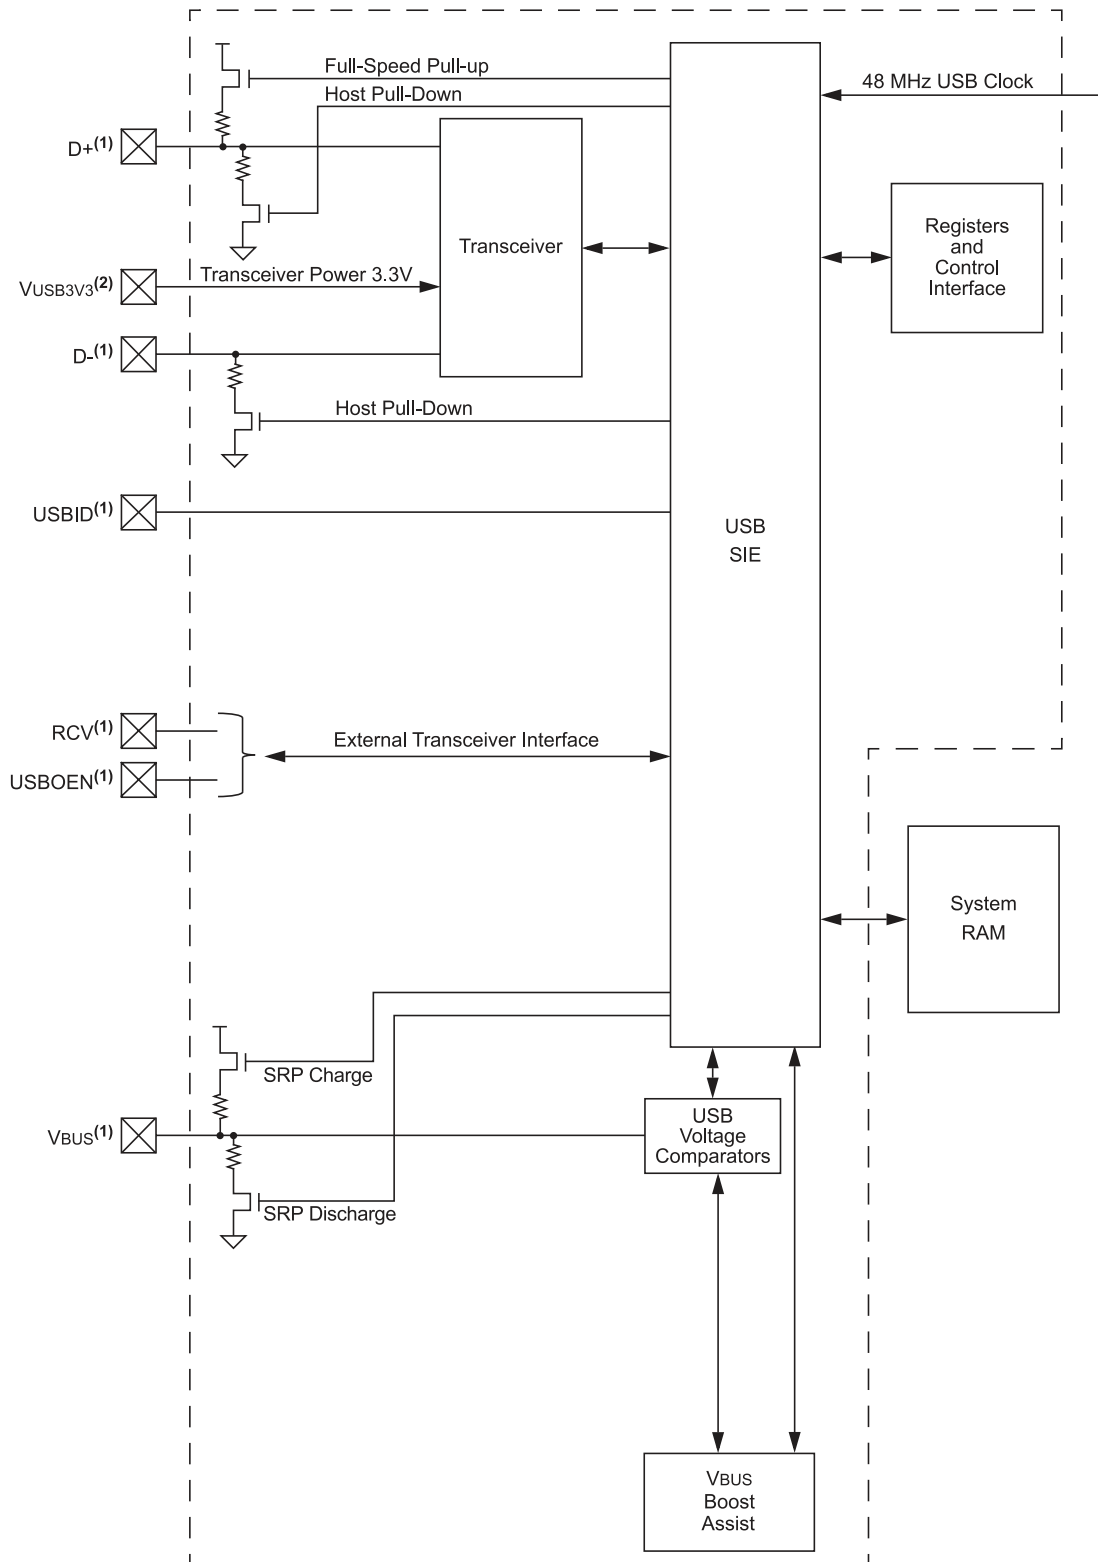 Full-Speed Pull-up
Host Pull-Down
48 MHz USB Clock
D+(1)
Transceiver
Registers
and
Control
Interface
Transceiver Power 3.3V
VUSB3V3(2)
D-(1)
Host Pull-Down
USBID(1)
USB
SIE
RCV(1)
External Transceiver Interface
USBOEN(1)
System
RAM
SRP Charge
VBUS(1)
USB
Voltage
Comparators
SRP Discharge
VBUS
Boost
Assist